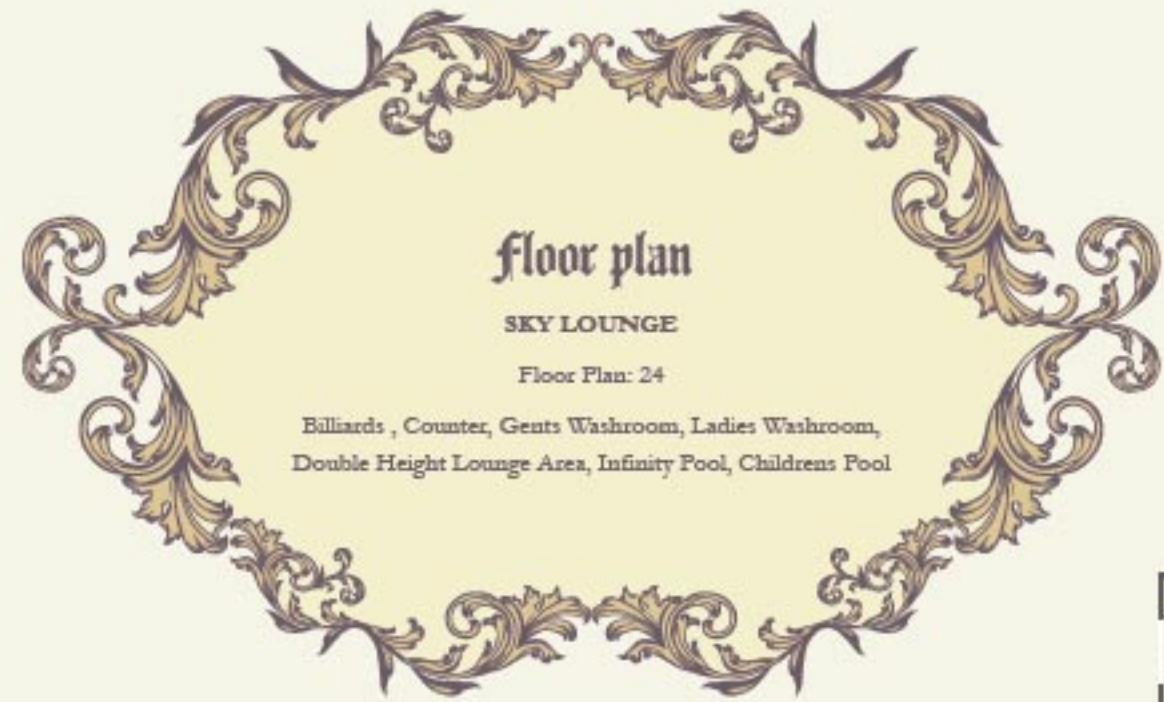 Floor plan
SKY LOUNGE
Floor Plan: 24
Billiards , Counter, Gents Washroom, Ladies Washroom,
Double Height Lounge Area, Infinity Pool, Childrens Pool